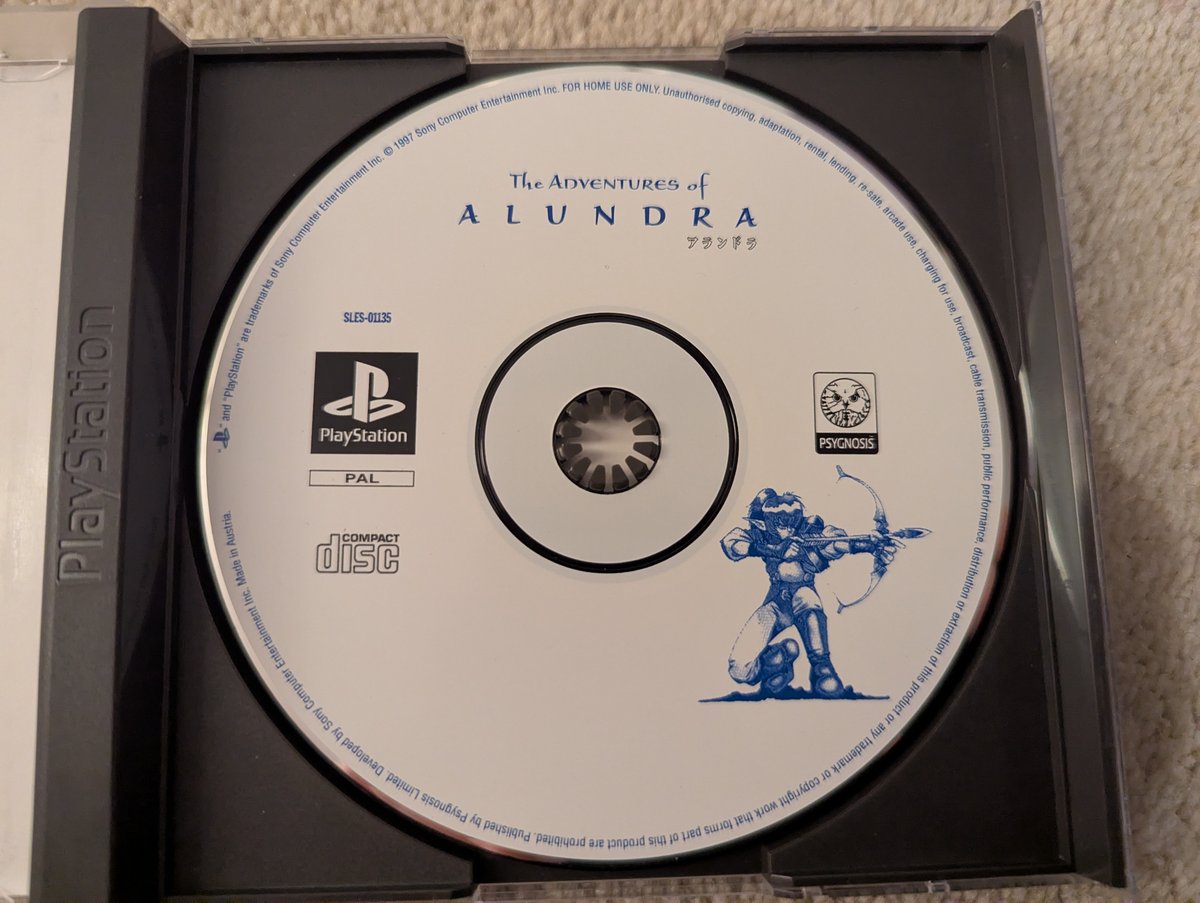 The ADVENTURES of
ALUNDRA
アランドラ
SLES-01135
PlayStation
PAL
COMPACT
disc
PSYGNOSIS
PlayStation
" " and "PlayStation" are trademarks of Sony Computer Entertainment Inc. © 1997 Sony Computer Entertainment Inc. FOR HOME USE ONLY. Unauthorised copying, adaptation, rental, lending, re-sale, arcade use, charging for use, broadcast, cable transmission, public performance, distribution or extraction of this product or any trademark or copyright work that forms part of this product are prohibited. Published by Psygnosis Limited. Developed by Sony Computer Entertainment Inc. Made in Austria.